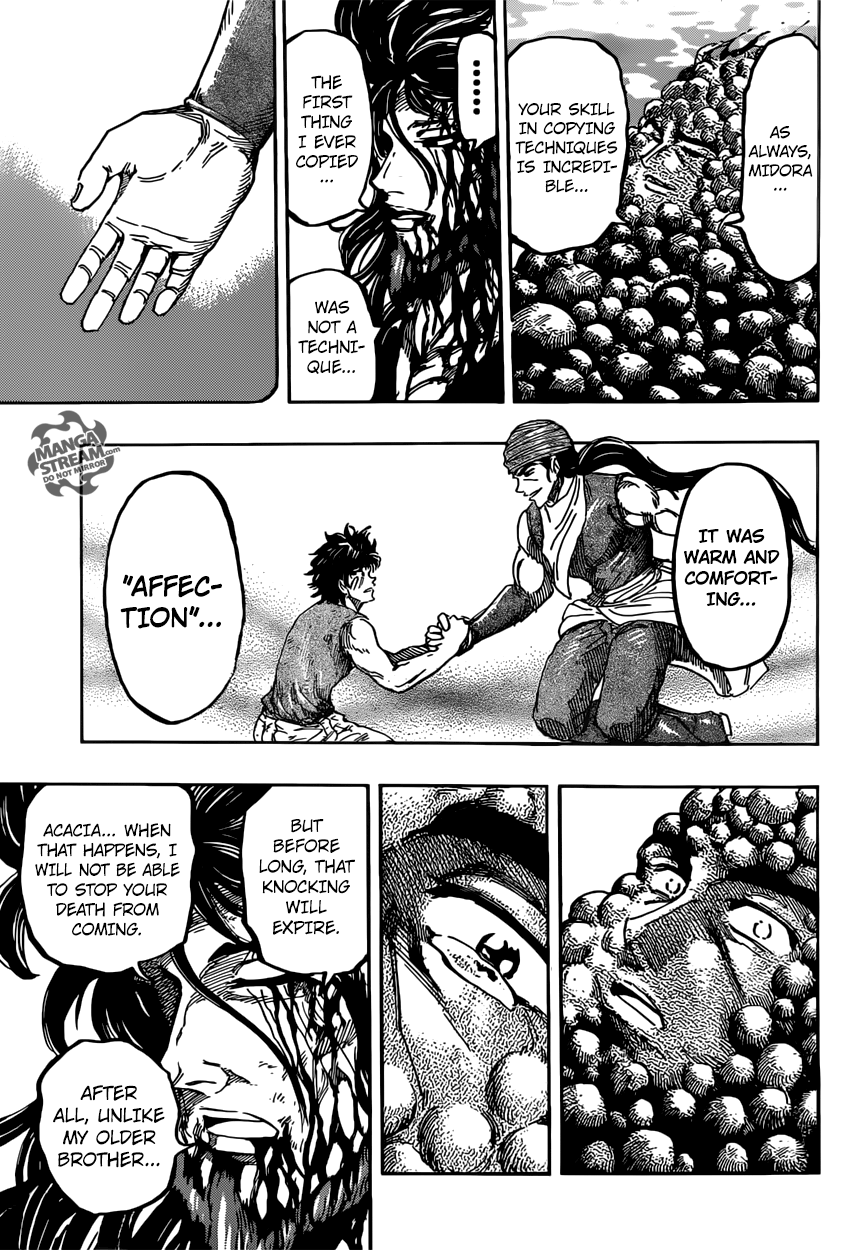 AS
ALWAYS,
MIDORA
...
YOUR SKILL
IN COPYING
TECHNIQUES
IS INCREDI-
BLE...
......
THE
FIRST
THING
I EVER
COPIED
...
WAS
NOT A
TECHNI-
QUE...
MANGA
STREAM.com
DO NOT MIRROR
IT WAS
WARM AND
COMFORT-
ING...
"AFFEC-
TION"...
BUT
BEFORE
LONG, THAT
KNOCKING
WILL
EXPIRE.
ACACIA... WHEN
THAT HAPPENS, I
WILL NOT BE ABLE
TO STOP YOUR
DEATH FROM
COMING.
AFTER
ALL, UNLIKE
MY OLDER
BROTHER...